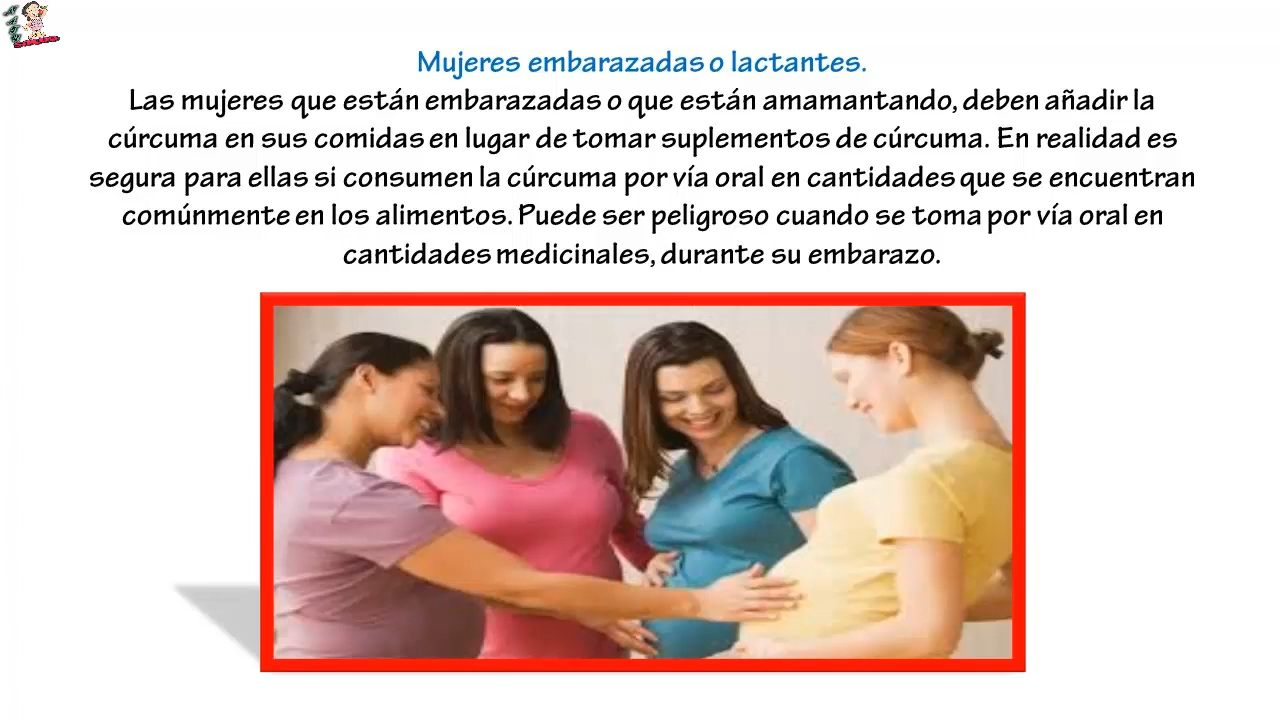 Mujeres embarazadas o lactantes.
Las mujeres que están embarazadas o que están amamantando, deben añadir la
cúrcuma en sus comidas en lugar de tomar suplementos de cúrcuma. En realidad es
segura para ellas si consumen la cúrcuma por vía oral en cantidades que se encuentran
comúnmente en los alimentos. Puede ser peligroso cuando se toma por vía oral en
cantidades medicinales, durante su embarazo.